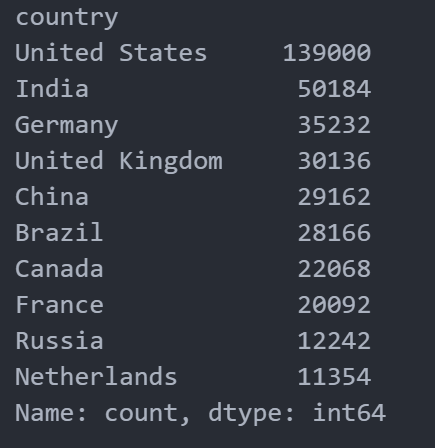 country
United States     139000
India              50184
Germany            35232
United Kingdom     30136
China              29162
Brazil             28166
Canada             22068
France             20092
Russia             12242
Netherlands        11354
Name: count, dtype: int64